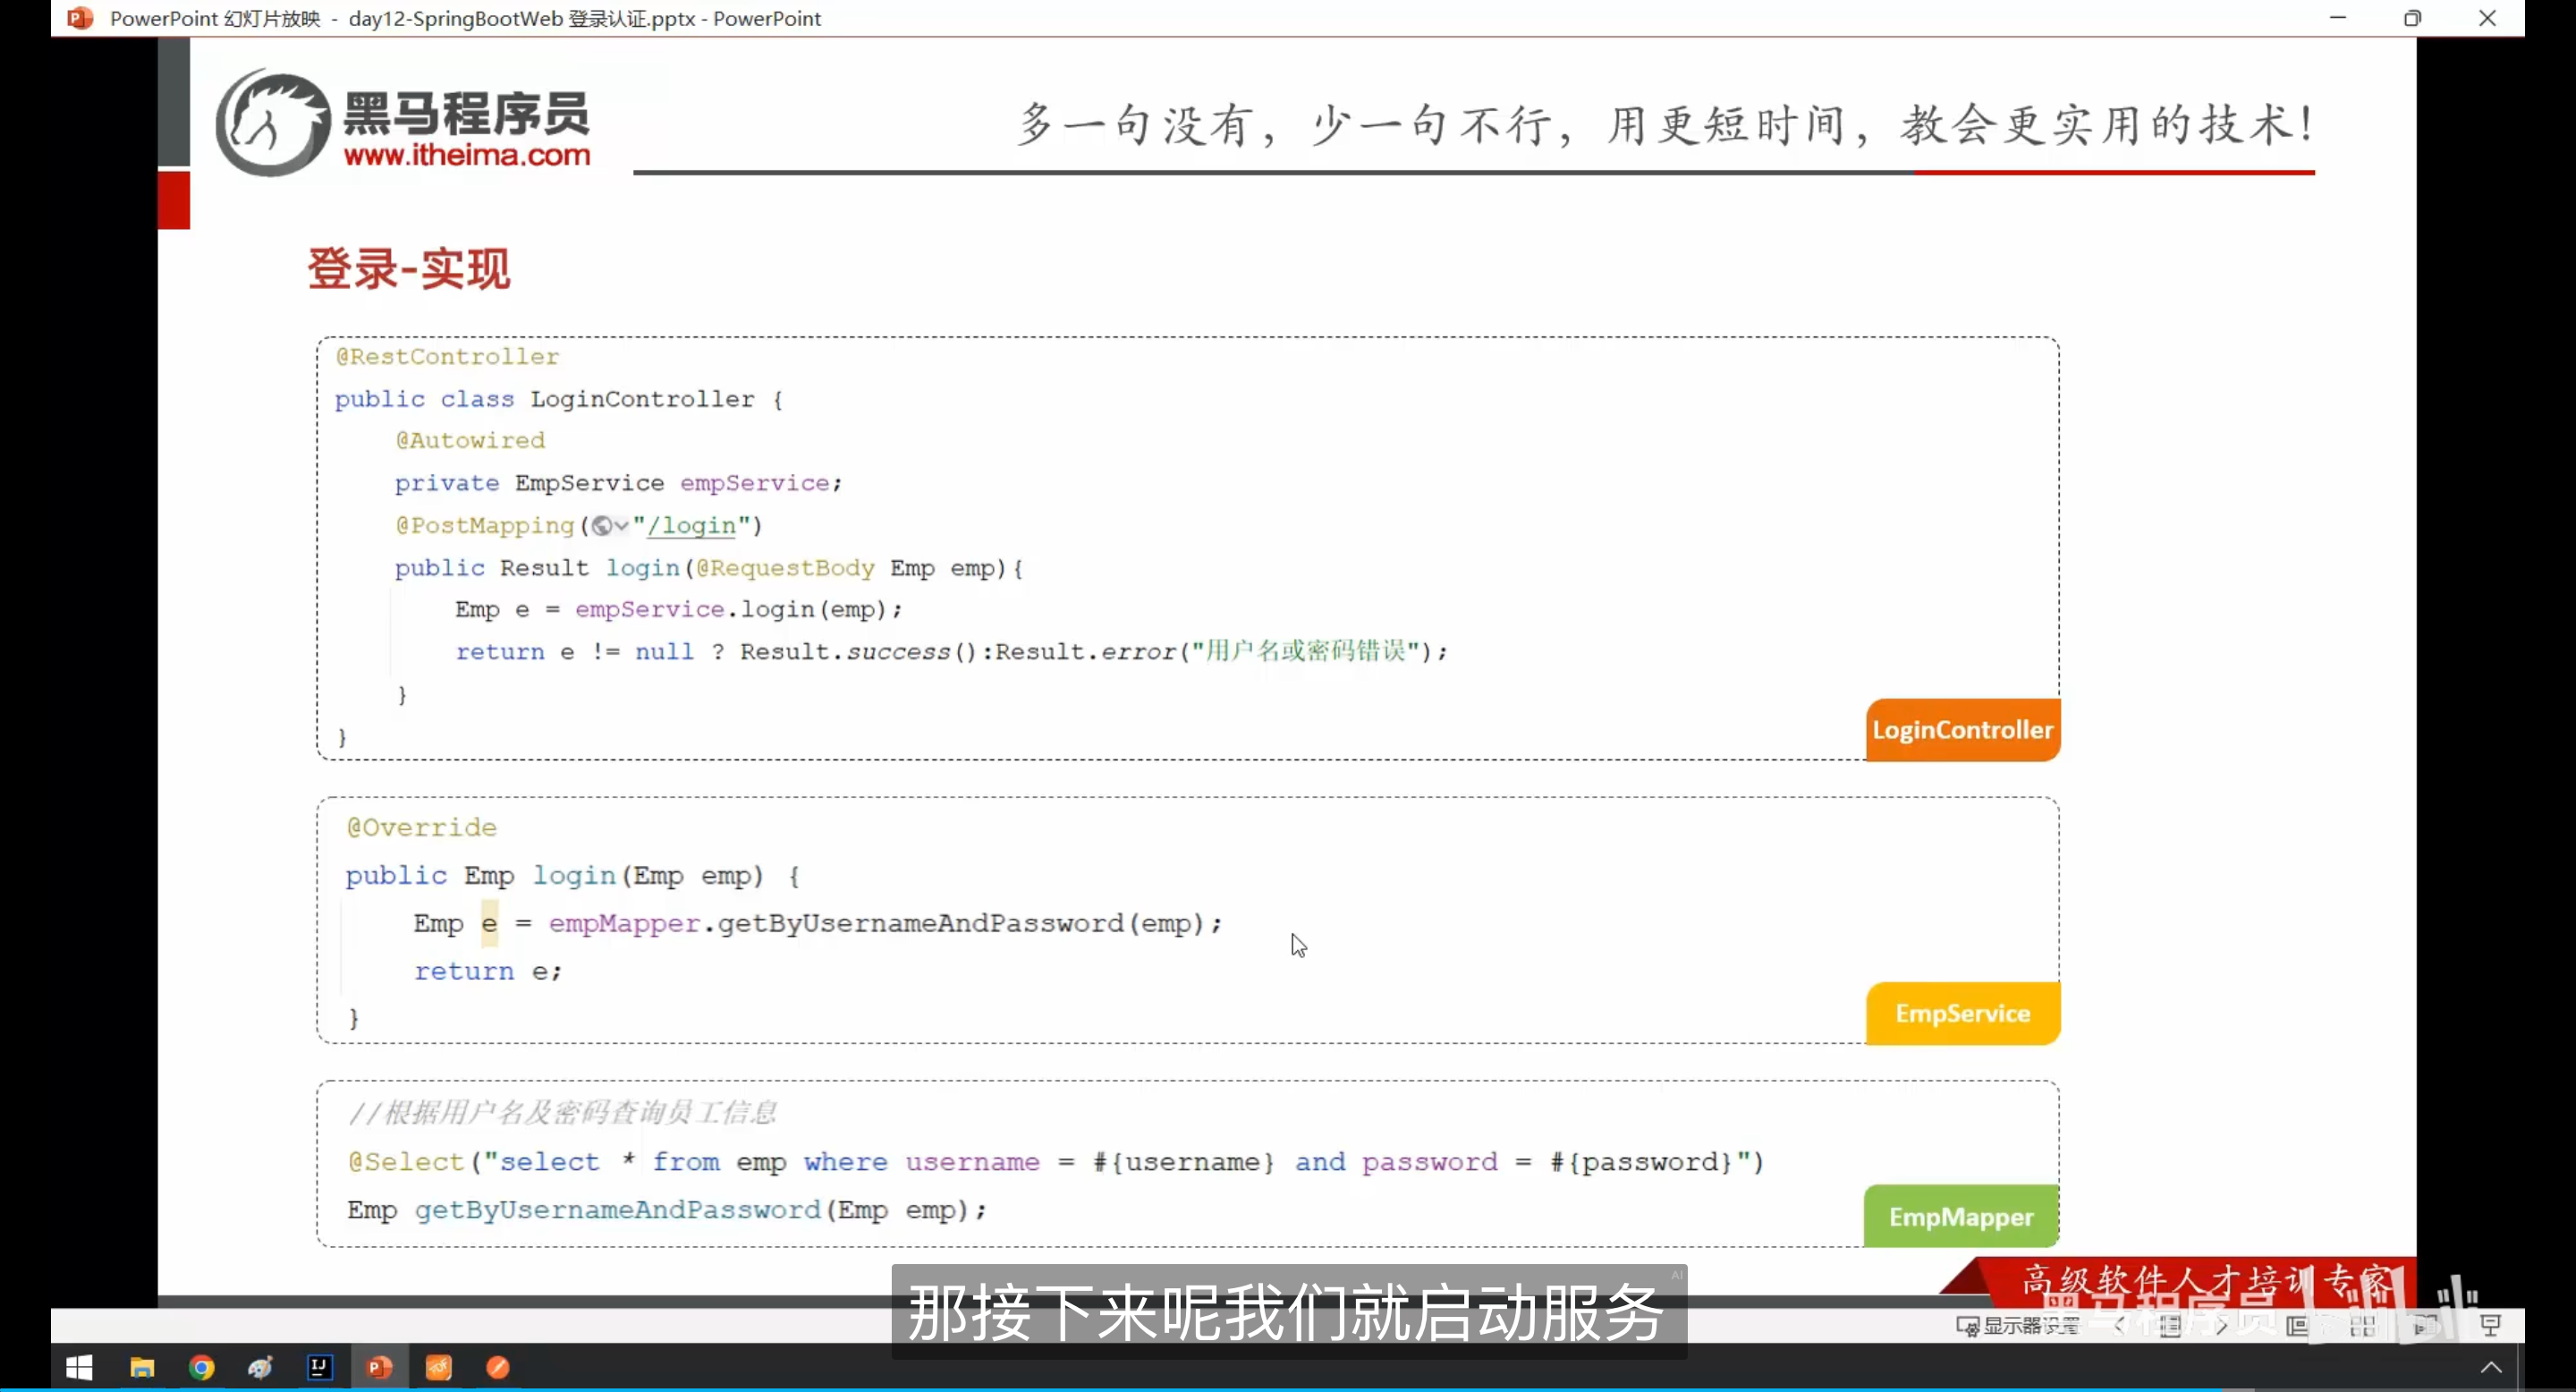 PowerPoint 幻灯片放映 - day12-SpringBootWeb 登录认证.pptx - PowerPoint
黑马程序员
www.itheima.com
多一句没有，少一句不行，用更短时间，教会更实用的技术！
登录-实现
@RestController
public class LoginController {
@Autowired
private EmpService empService;
@PostMapping("/login")
public Result login(@RequestBody Emp emp){
Emp e = empService.login(emp);
return e != null ? Result.success():Result.error("用户名或密码错误");
}
}
LoginController
@Override
public Emp login(Emp emp) {
Emp e = empMapper.getByUsernameAndPassword(emp);
return e;
}
EmpService
//根据用户名及密码查询员工信息
@Select("select * from emp where username = #{username} and password = #{password}")
Emp getByUsernameAndPassword(Emp emp);
EmpMapper
高级软件人才培训专家
AI
那接下来呢我们就启动服务
黑马程序员
显示器设置